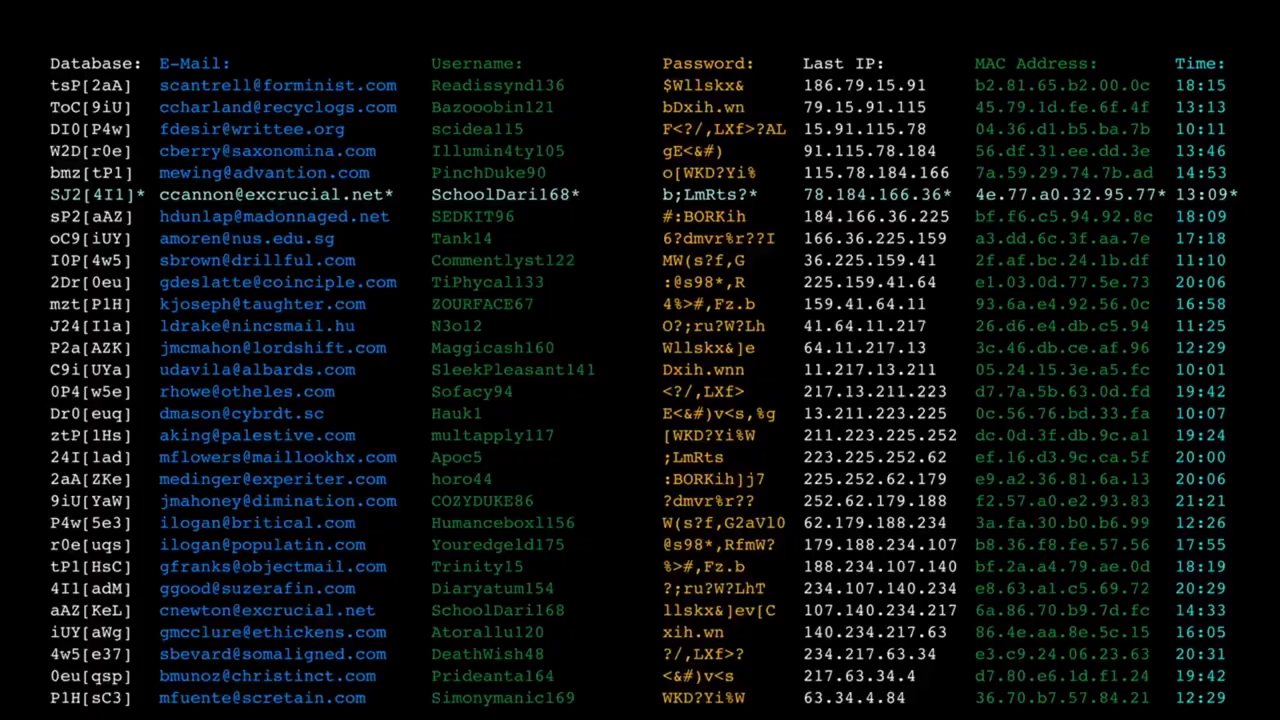 Database: E-Mail: Username: Password: Last IP: MAC Address: Time:
tsP[2aA] scantrell@forminist.com Readissynd136 $Wllskx& 186.79.15.91 b2.81.65.b2.00.0c 18:15
ToC[9iU] ccharland@recyclogs.com Bazooobin121 bDxih.wn 79.15.91.115 45.79.1d.fe.6f.4f 13:13
DI0[P4w] fdesir@writtee.org scidea115 F<?/,LXf>?AL 15.91.115.78 04.36.d1.b5.ba.7b 10:11
W2D[r0e] cberry@saxonomina.com Illumin4ty105 gE<&#) 91.115.78.184 56.df.31.ee.dd.3e 13:46
bmz[tP1] mewing@advantion.com PinchDuke90 o[WKD?Yi% 115.78.184.166 7a.59.29.74.7b.ad 14:53
SJ2[4I1]* ccannon@excrucial.net* SchoolDari168* b;LmRts?* 78.184.166.36* 4e.77.a0.32.95.77* 13:09*
sP2[aAZ] hdunlap@madonnaged.net SEDKIT96 #:BORKih 184.166.36.225 bf.f6.c5.94.92.8c 18:09
oC9[iUY] amoren@nus.edu.sg Tank14 6?dmvr%r??I 166.36.225.159 a3.dd.6c.3f.aa.7e 17:18
I0P[4w5] sbrown@drillful.com Commentlyst122 MW(s?f,G 36.225.159.41 2f.af.bc.24.1b.df 11:10
2Dr[0eu] gdeslatte@coinciple.com TiPhycal133 :@s98*,R 225.159.41.64 e1.03.0d.77.5e.73 20:06
mzt[P1H] kjoseph@taughter.com ZOURFACE67 4%>#,Fz.b 159.41.64.11 93.6a.e4.92.56.0c 16:58
J24[I1a] ldrake@nincsmail.hu N3o12 O?;ru?W?Lh 41.64.11.217 26.d6.e4.db.c5.94 11:25
P2a[AZK] jmcmahon@lordshift.com Maggicash160 Wllskx&]e 64.11.217.13 3c.46.db.ce.af.96 12:29
C9i[UYa] udavila@albards.com SleekPleasant141 Dxih.wnn 11.217.13.211 05.24.15.3e.a5.fc 10:01
0P4[w5e] rhowe@otheles.com Sofacy94 <?/,LXf> 217.13.211.223 d7.7a.5b.63.0d.fd 19:42
Dr0[euq] dmason@cybrdt.sc Hauk1 E<&#)v<s,%g 13.211.223.225 0c.56.76.bd.33.fa 10:07
ztP[1Hs] aking@palestive.com multapply117 [WKD?Yi%W 211.223.225.252 dc.0d.3f.db.9c.a1 19:24
24I[1ad] mflowers@maillookhx.com Apoc5 ;LmRts 223.225.252.62 ef.16.d3.9c.ca.5f 20:00
2aA[ZKe] medinger@experiter.com horo44 :BORKih]j7 225.252.62.179 e9.a2.36.81.6a.13 20:06
9iU[YaW] jmahoney@dimination.com COZYDUKE86 ?dmvr%r?? 252.62.179.188 f2.57.a0.e2.93.83 21:21
P4w[5e3] ilogan@britical.com Humanceboxl156 W(s?f,G2aVl0 62.179.188.234 3a.fa.30.b0.b6.99 12:26
r0e[uqs] ilogan@populatin.com Youredgeld175 @s98*,RfmW? 179.188.234.107 b8.36.f8.fe.57.56 17:55
tP1[HsC] gfranks@objectmail.com Trinity15 %>#,Fz.b 188.234.107.140 bf.2a.a4.79.ae.0d 18:19
4I1[adM] ggood@suzerafin.com Diaryatum154 ?;ru?W?LhT 234.107.140.234 e8.63.a1.c5.69.72 20:29
aAZ[KeL] cnewton@excrucial.net SchoolDari168 llskx&]ev[C 107.140.234.217 6a.86.70.b9.7d.fc 14:33
iUY[aWg] gmcclure@ethickens.com Atorallu120 xih.wn 140.234.217.63 86.4e.aa.8e.5c.15 16:05
4w5[e37] sbevard@somaligned.com DeathWish48 ?/,LXf>? 234.217.63.34 e3.c9.24.06.23.63 20:31
0eu[qsp] bmunoz@christinct.com Prideanta164 <&#)v<s 217.63.34.4 d7.80.e6.1d.f1.24 19:42
P1H[sC3] mfuente@scretain.com Simonymanic169 WKD?Yi%W 63.34.4.84 36.70.b7.57.84.21 12:29